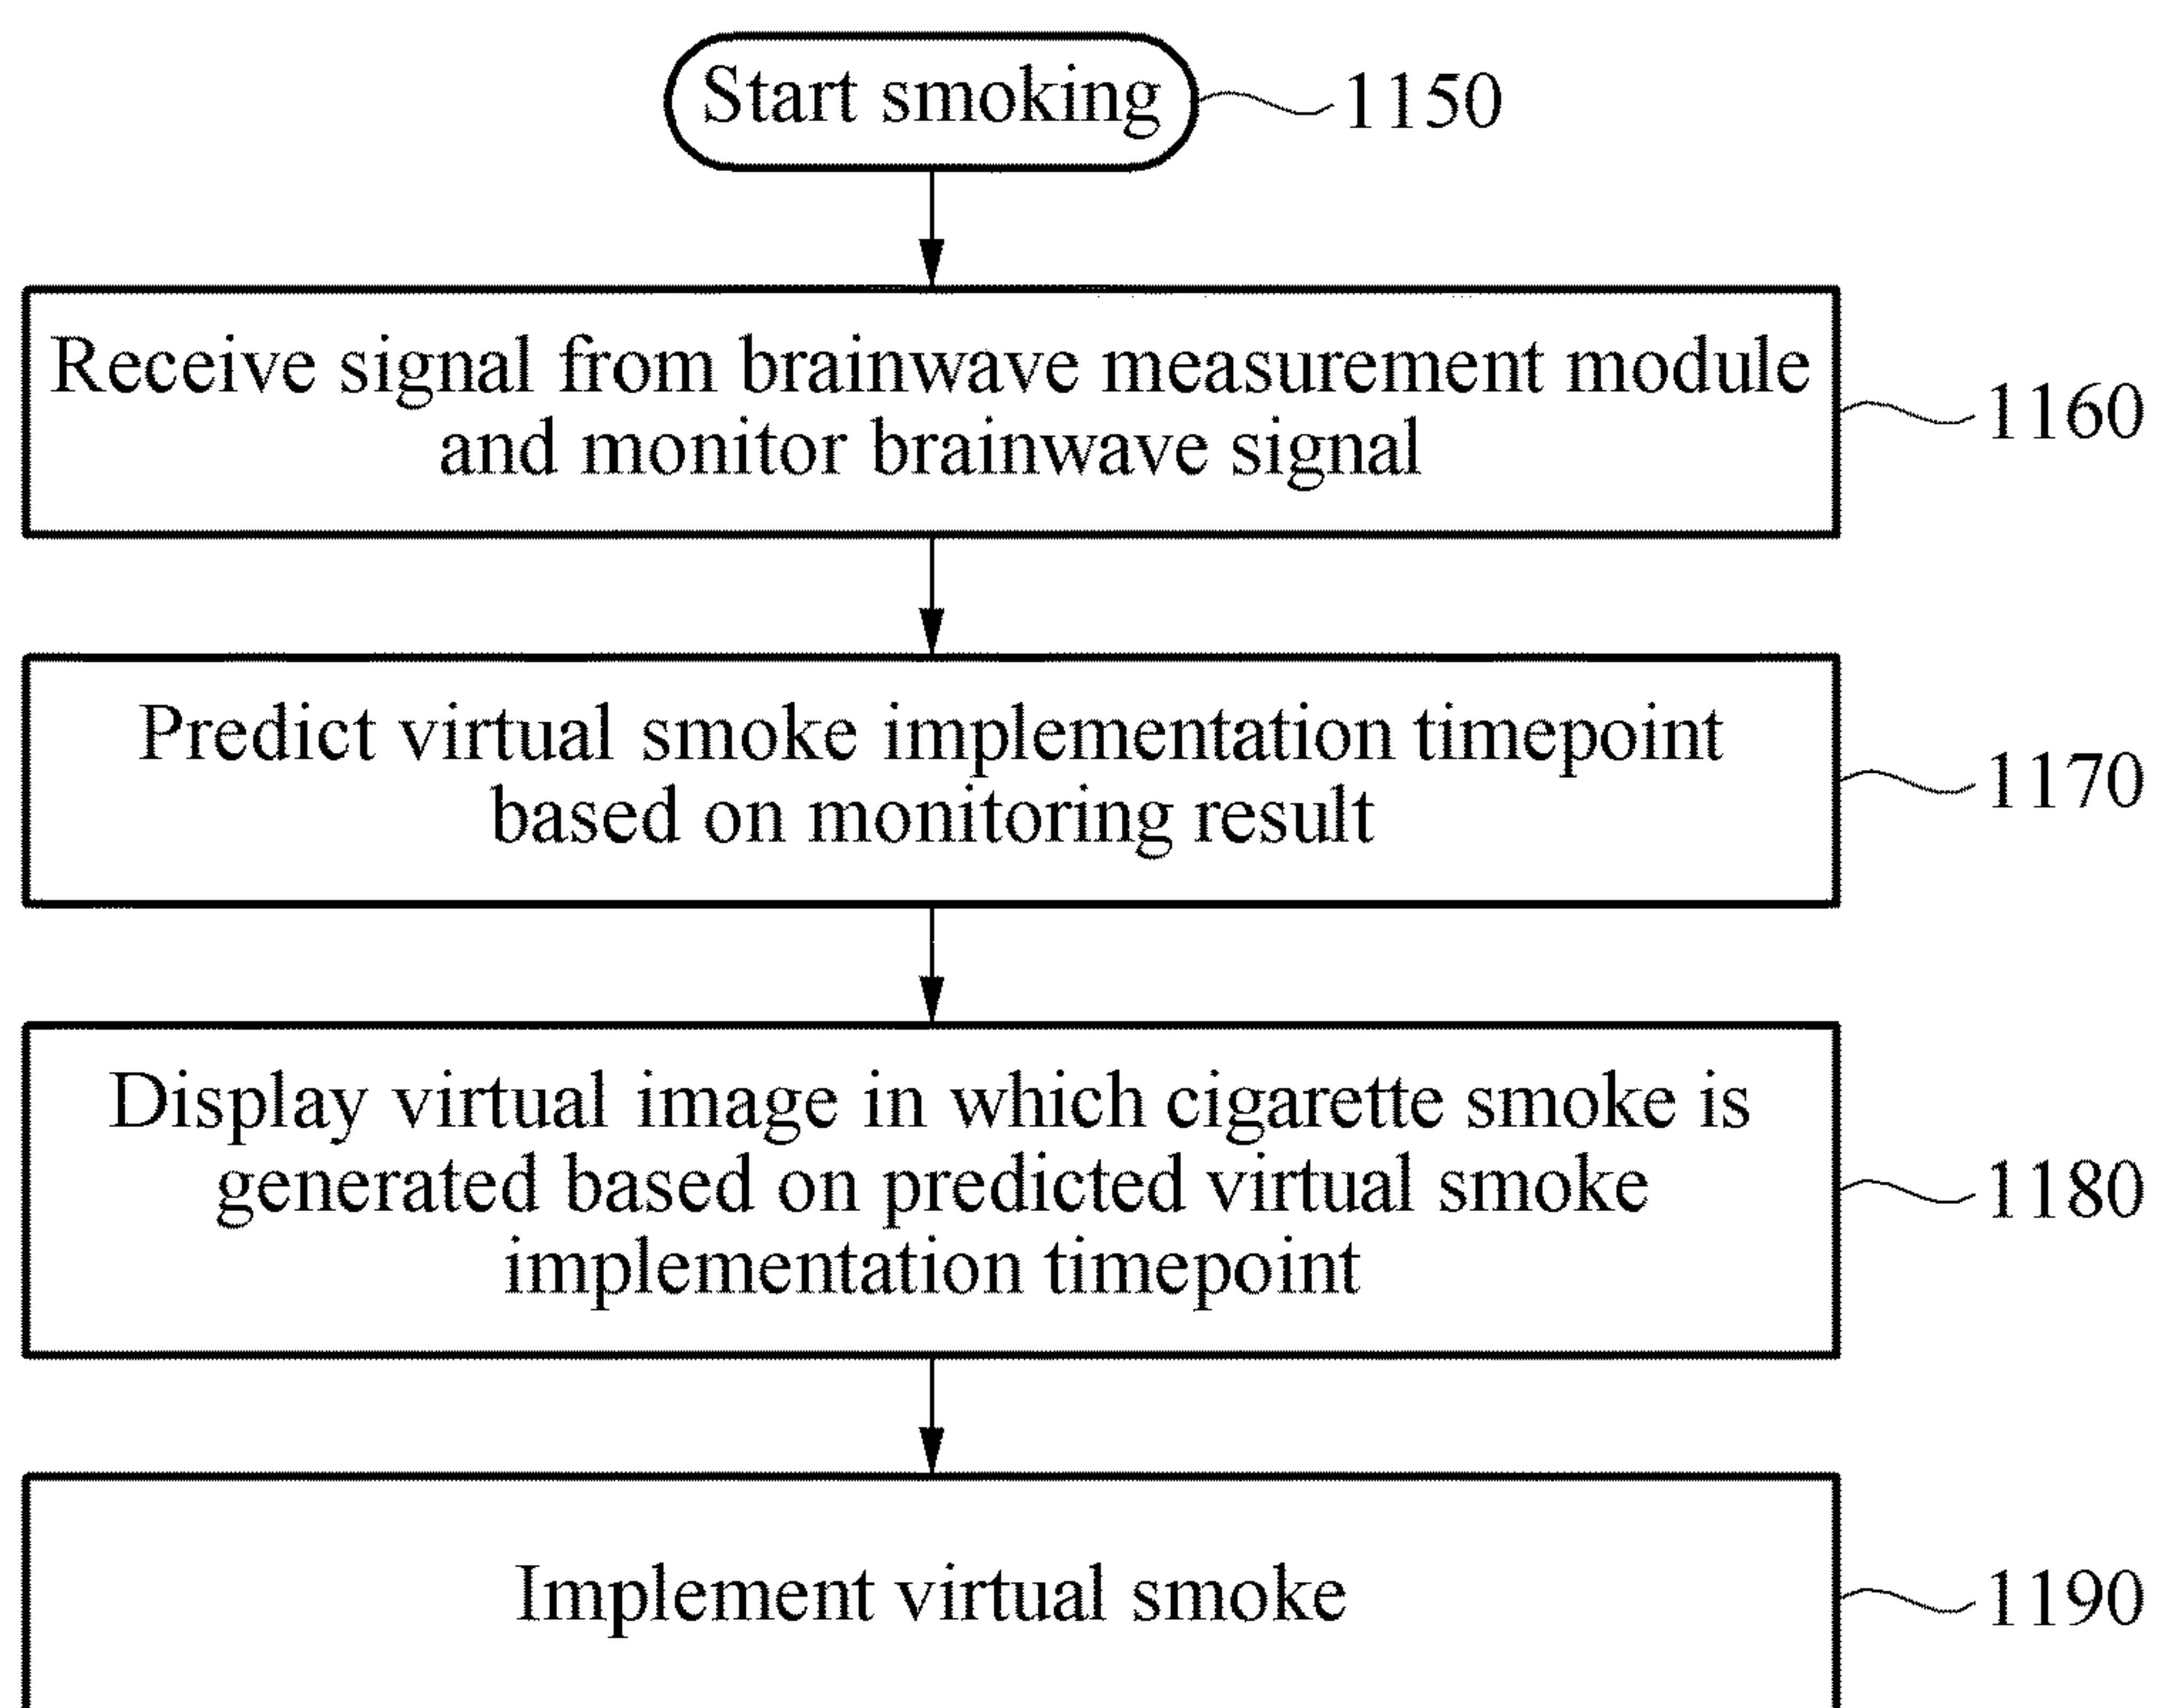 Start smoking
1150
Receive signal from brainwave measurement module
and monitor brainwave signal
1160
Predict virtual smoke implementation timepoint
based on monitoring result
1170
Display virtual image in which cigarette smoke is
generated based on predicted virtual smoke
implementation timepoint
1180
Implement virtual smoke
1190